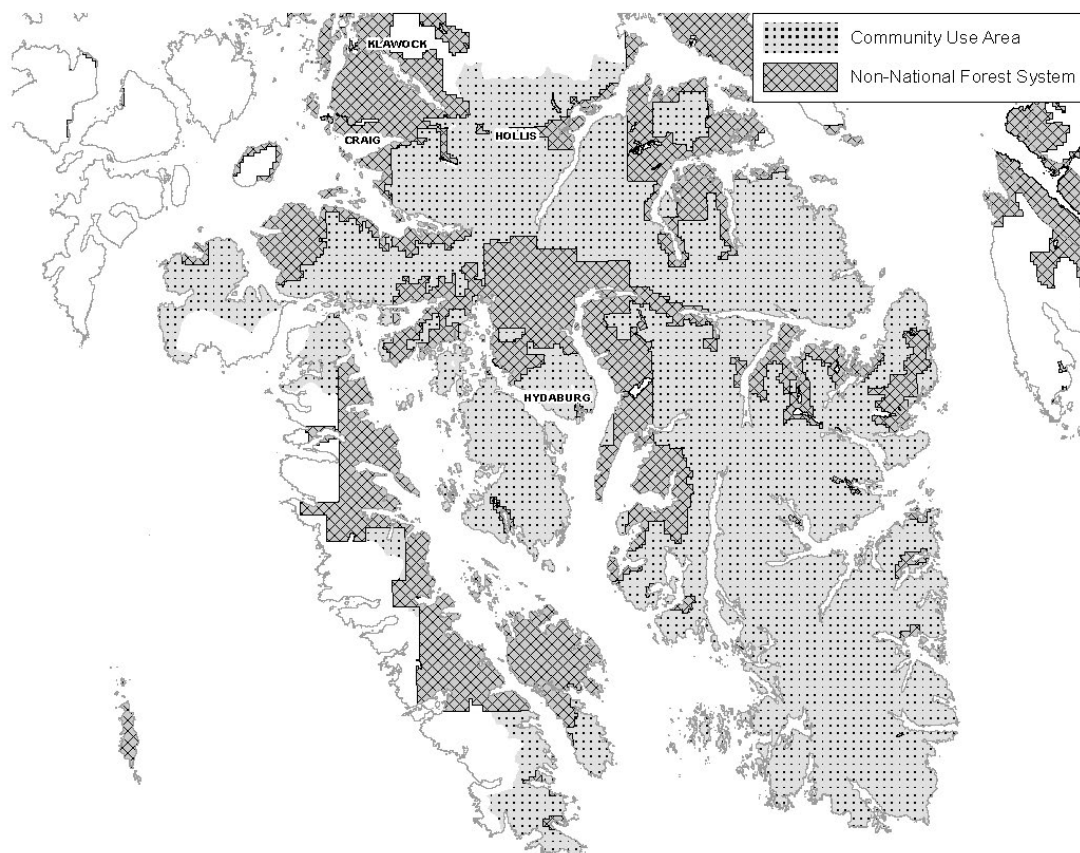 Community Use Area
Non-National Forest System
KLAWOCK
CRAIG
HOLLIS
HYDABURG